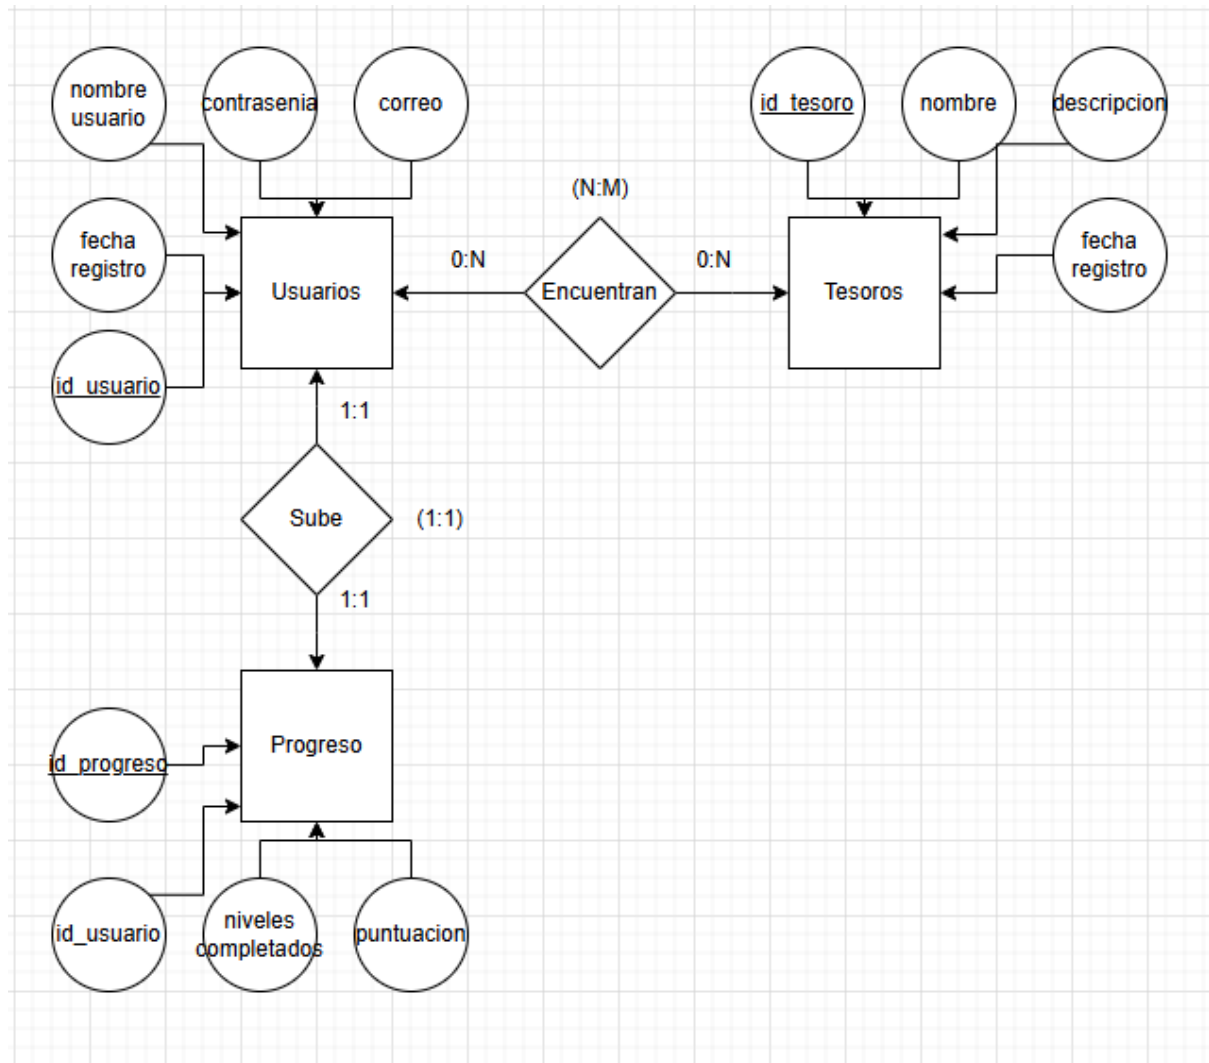 nombre
usuario
contrasenia
correo
id_tesoro
nombre
descripcion
(N:M)
fecha
registro
0:N
0:N
fecha
registro
Usuarios
Encuentran
Tesoros
id_usuario
1:1
Sube
(1:1)
1:1
Progreso
id_progreso
id_usuario
niveles
completados
puntuacion